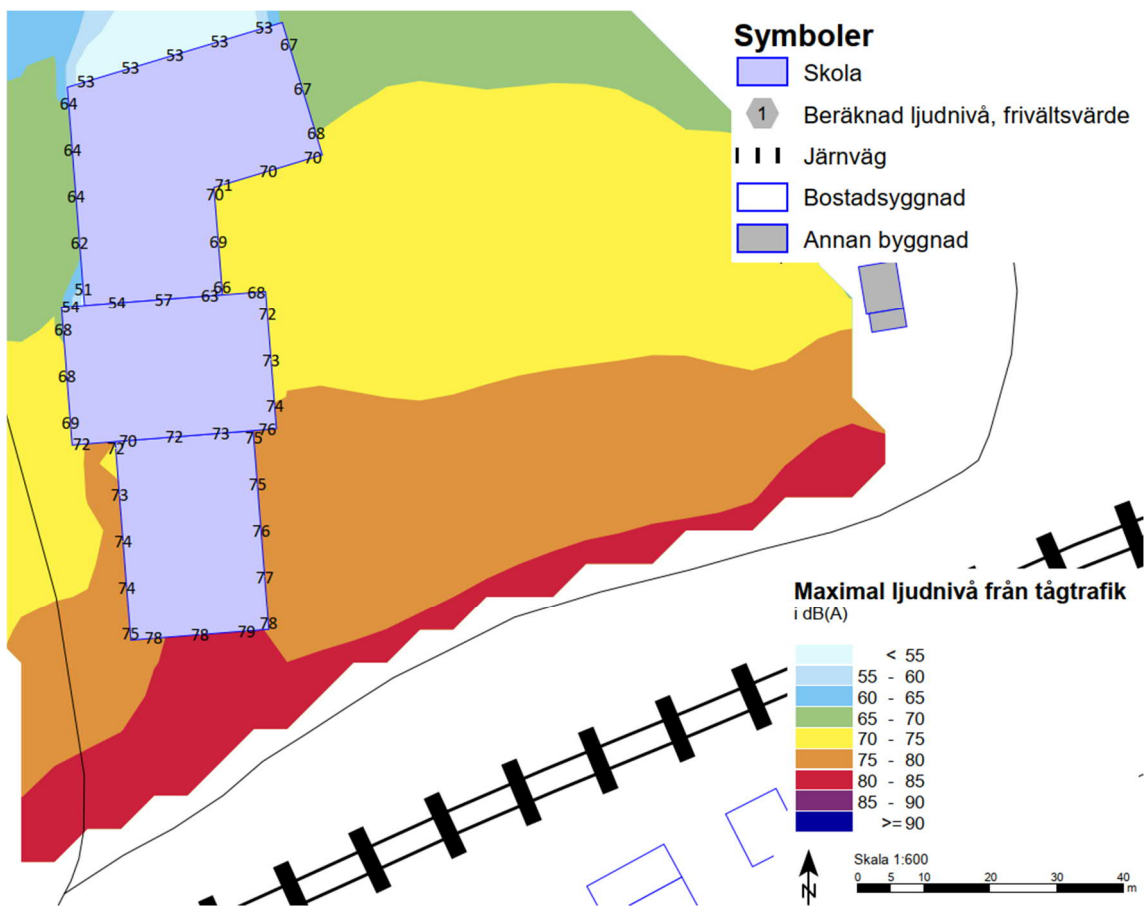 53
53
53
53
53
67
67
68
70
70
71
70
69
66
64
64
64
62
51
54
54
57
63
68
72
73
74
76
68
68
69
72
72
70
72
73
75
75
76
77
78
73
74
74
75
78
78
79
Symboler
Skola
1 Beräknad ljudnivå, frivältsvärde
Järnväg
Bostadsyggnad
Annan byggnad
Maximal ljudnivå från tågtrafik
i dB(A)
< 55
55 - 60
60 - 65
65 - 70
70 - 75
75 - 80
80 - 85
85 - 90
>= 90
N
Skala 1:600
0 5 10 20 30 40
m